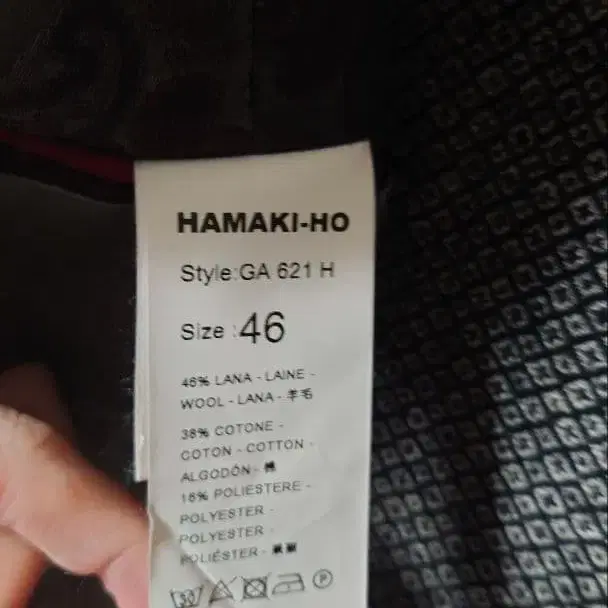 HAMAKI-HO
Style:GA 621 H
Size :46
46% LANA - LAINE -
WOOL - LANA - 羊毛
38% COTONE -
COTON - COTTON -
ALGODÓN - 棉
16% POLIESTERE -
POLYESTER -
POLYESTER -
POLIÉSTER -
P